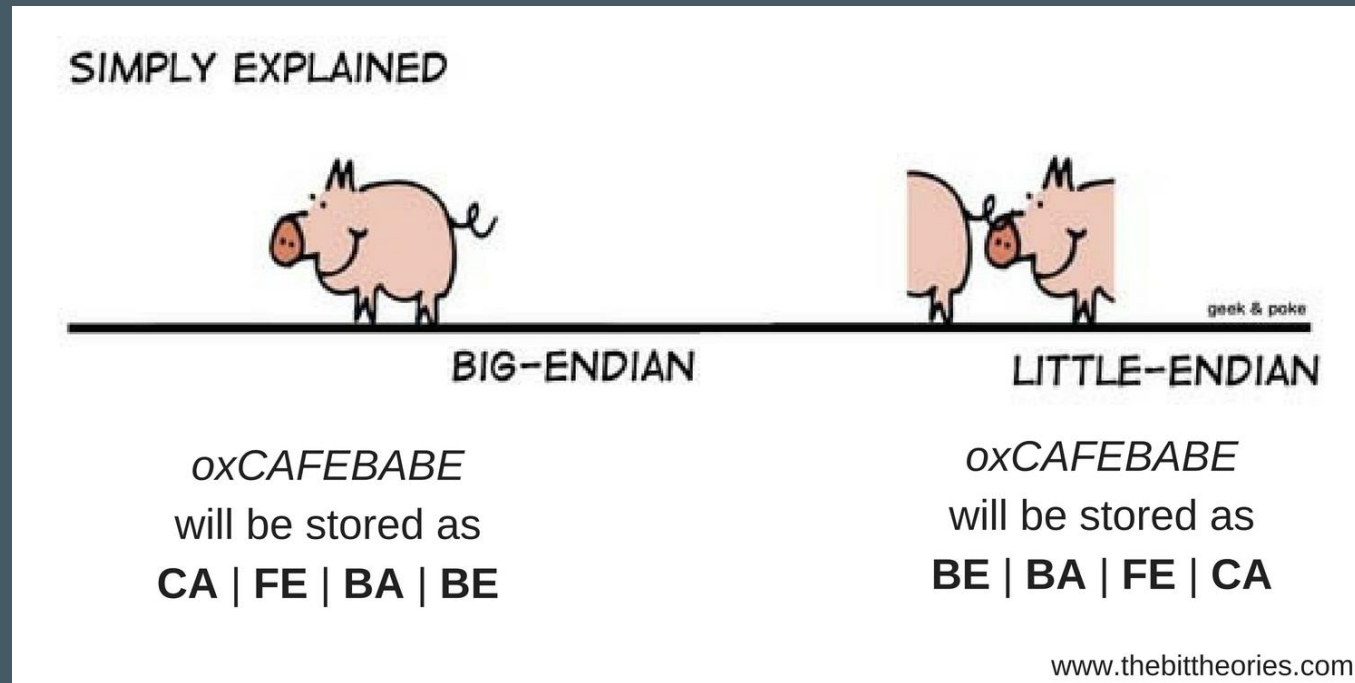 SIMPLY EXPLAINED
geek & poke
BIG-ENDIAN
LITTLE-ENDIAN
oxCAFEBABE
will be stored as
CA | FE | BA | BE
oxCAFEBABE
will be stored as
BE | BA | FE | CA
www.thebittheories.com